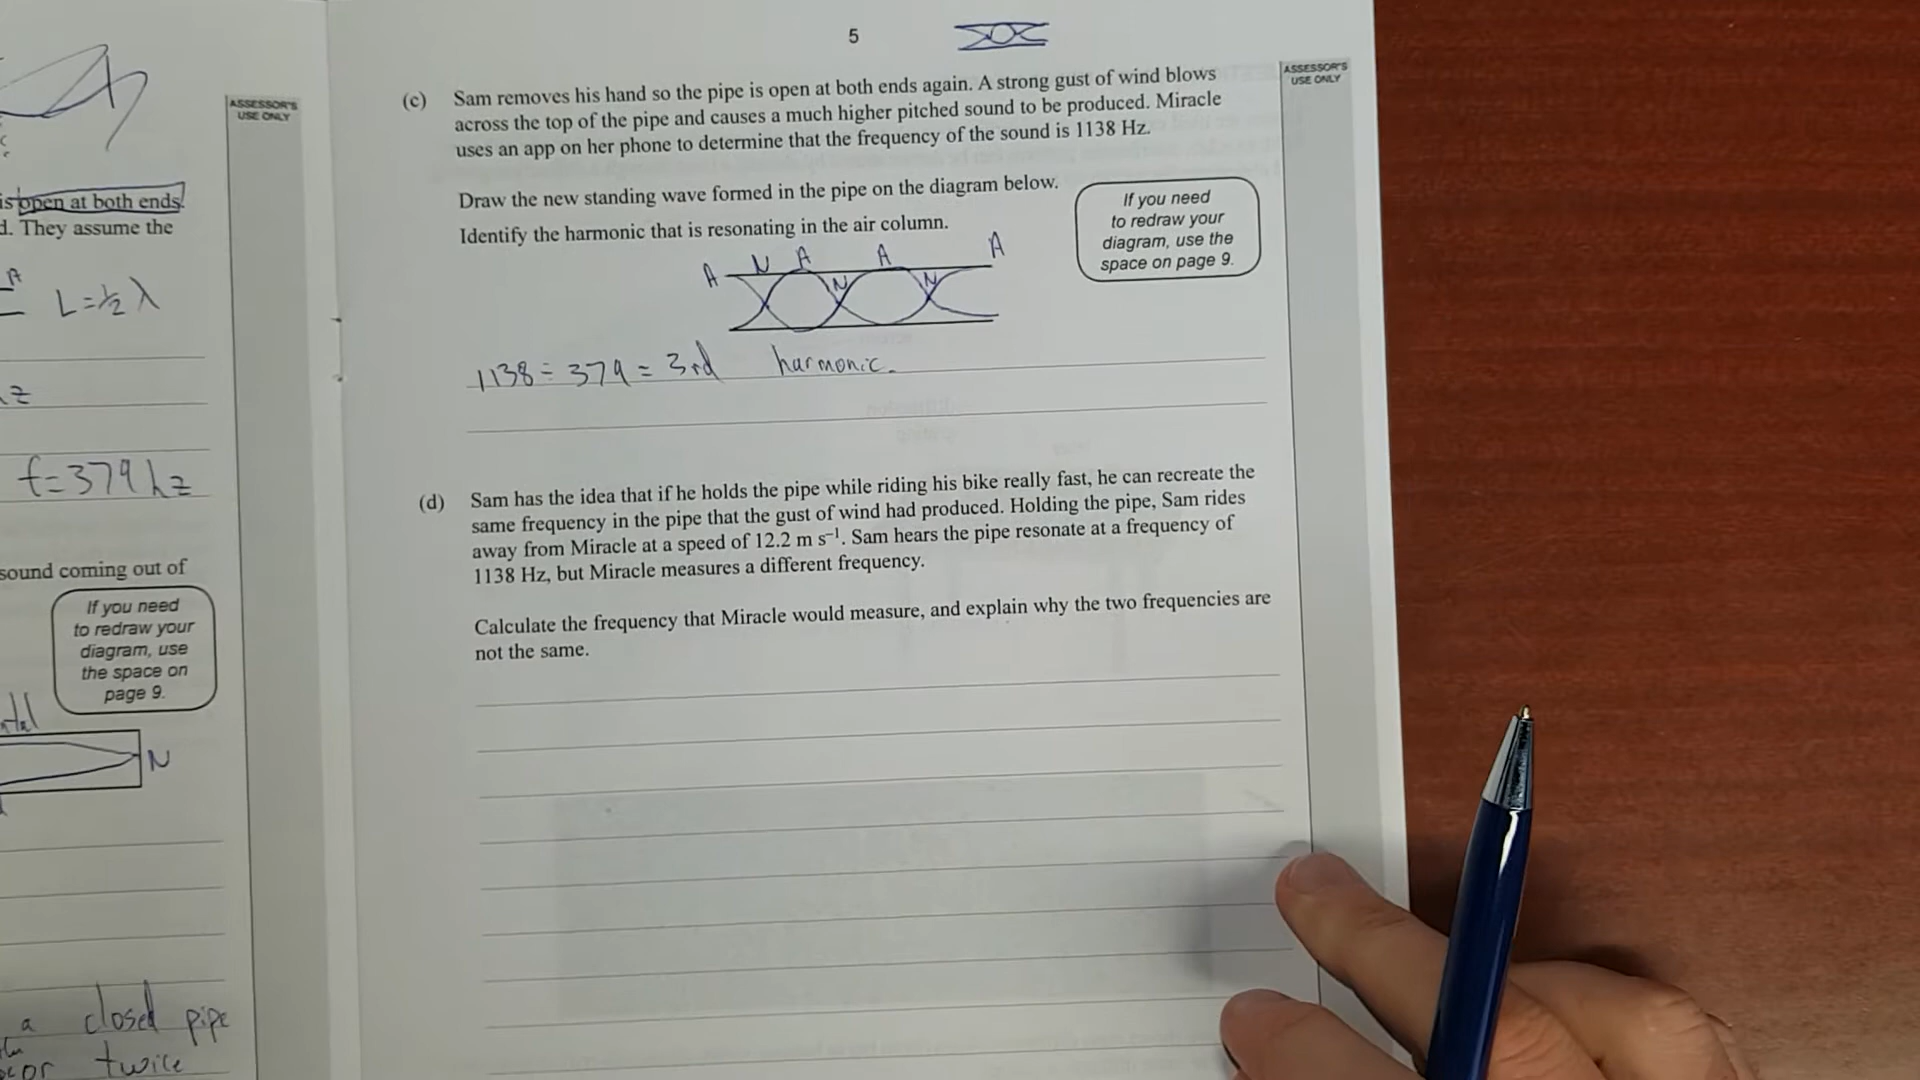 ASSESSOR'S
USE ONLY
is open at both ends.
d. They assume the
A
L = ½ λ
f=379hz
sound coming out of
If you need
to redraw your
diagram, use
the space on
page 9.
N
a closed pipe
or twice
5
ASSESSOR'S
USE ONLY
(c) Sam removes his hand so the pipe is open at both ends again. A strong gust of wind blows
across the top of the pipe and causes a much higher pitched sound to be produced. Miracle
uses an app on her phone to determine that the frequency of the sound is 1138 Hz.
Draw the new standing wave formed in the pipe on the diagram below.
Identify the harmonic that is resonating in the air column.
If you need
to redraw your
diagram, use the
space on page 9.
A N A N A N A
1138 ÷ 379 = 3rd harmonic.
(d) Sam has the idea that if he holds the pipe while riding his bike really fast, he can recreate the
same frequency in the pipe that the gust of wind had produced. Holding the pipe, Sam rides
away from Miracle at a speed of 12.2 m s⁻¹. Sam hears the pipe resonate at a frequency of
1138 Hz, but Miracle measures a different frequency.
Calculate the frequency that Miracle would measure, and explain why the two frequencies are
not the same.